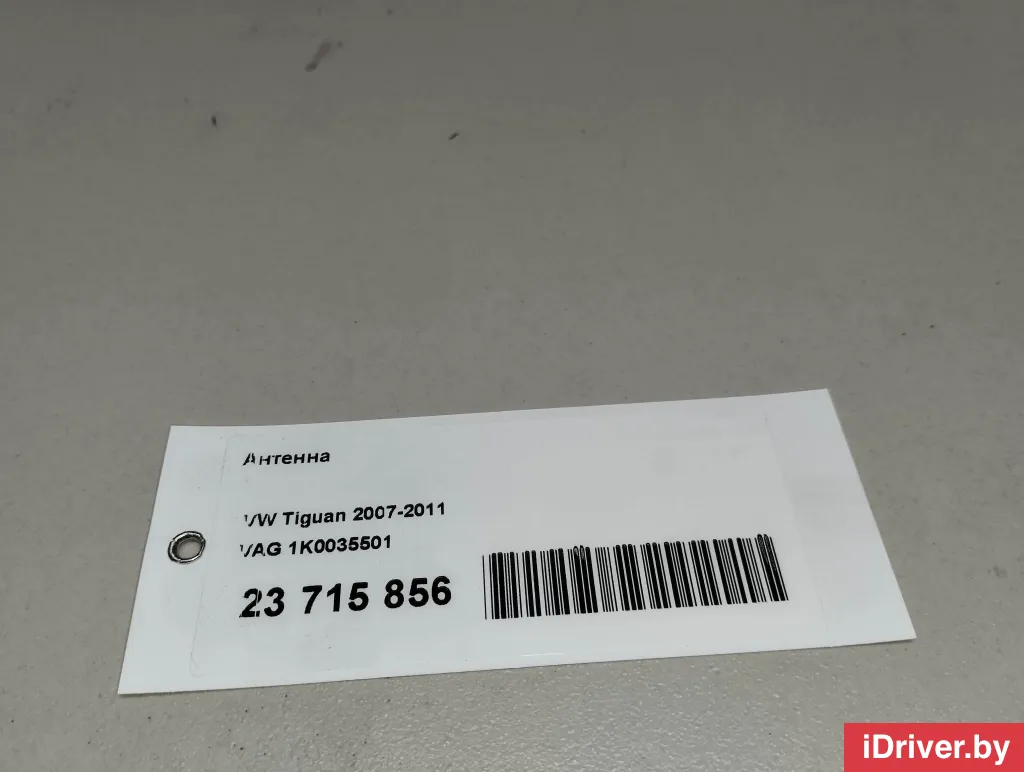 Антенна
VW Tiguan 2007-2011
VAG 1K0035501
23 715 856
iDriver.by